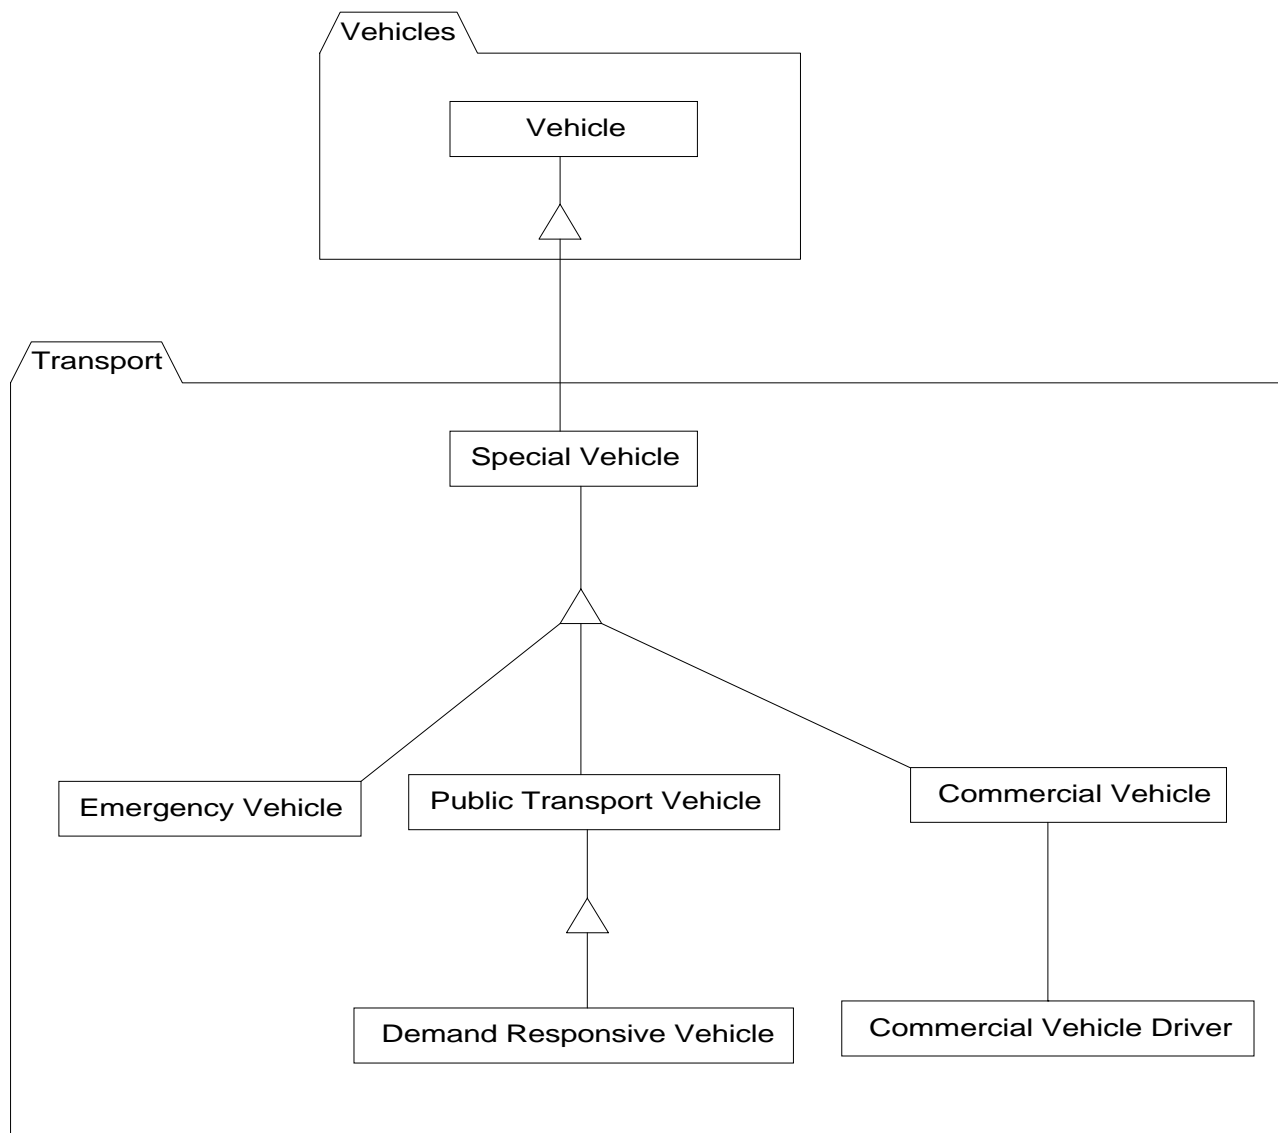 Vehicles
Vehicle
Transport
Special Vehicle
Emergency Vehicle
Public Transport Vehicle
Commercial Vehicle
Demand Responsive Vehicle
Commercial Vehicle Driver